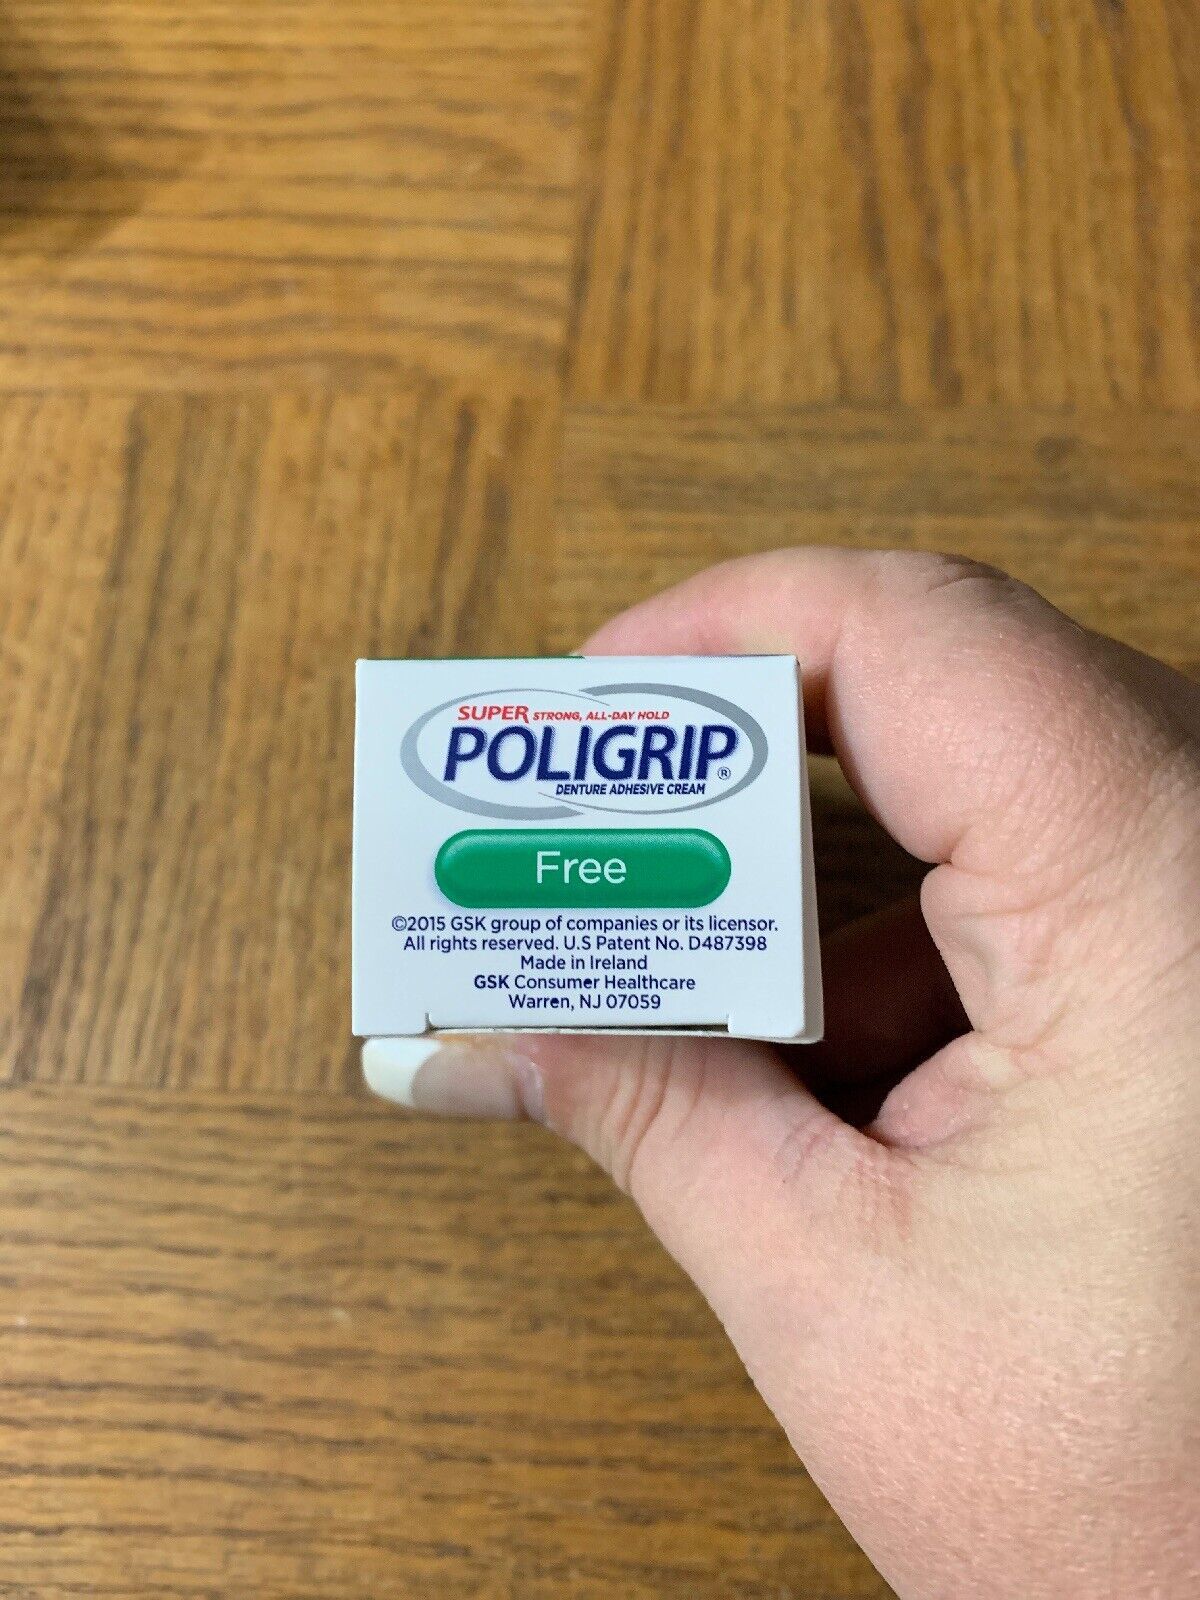 SUPER STRONG, ALL-DAY HOLD
POLIGRIP®
DENTURE ADHESIVE CREAM
Free
©2015 GSK group of companies or its licensor.
All rights reserved. U.S Patent No. D487398
Made in Ireland
GSK Consumer Healthcare
Warren, NJ 07059